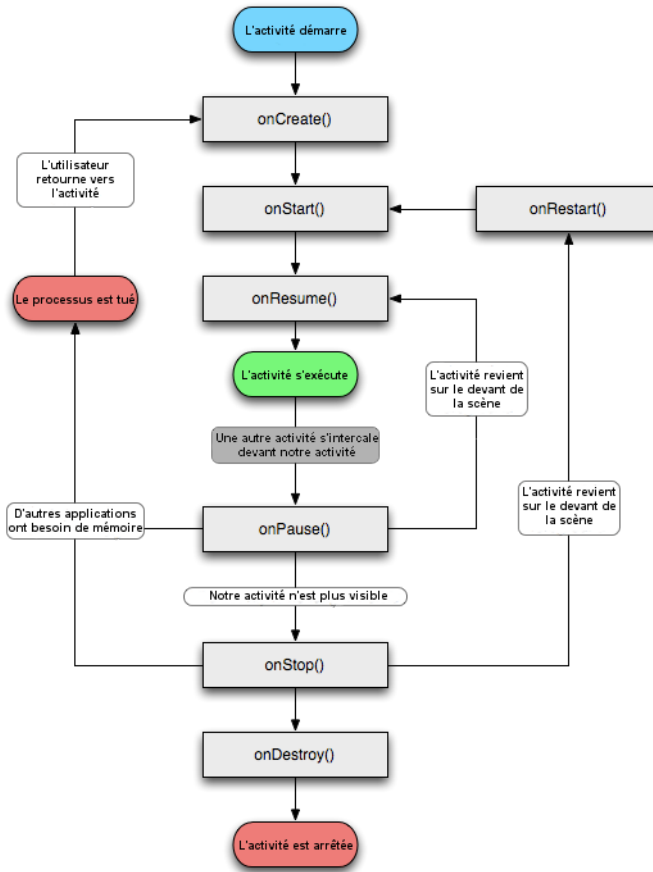 L'activité démarre
onCreate()
L'utilisateur
retourne vers
l'activité
onStart()
onRestart()
Le processus est tué
onResume()
L'activité s'exécute
L'activité revient
sur le devant de
la scène
Une autre activité s'intercale
devant notre activité
D'autres applications
ont besoin de mémoire
onPause()
L'activité revient
sur le devant de
la scène
Notre activité n'est plus visible
onStop()
onDestroy()
L'activité est arrêtée